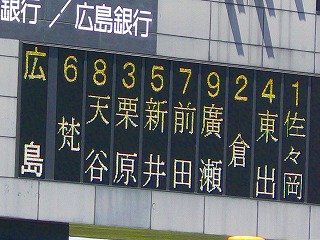 銀行／広島銀行
広島
6 梵
8 天谷
3 栗原
5 新井
7 前田
9 廣瀬
2 倉
4 東出
1 佐々岡